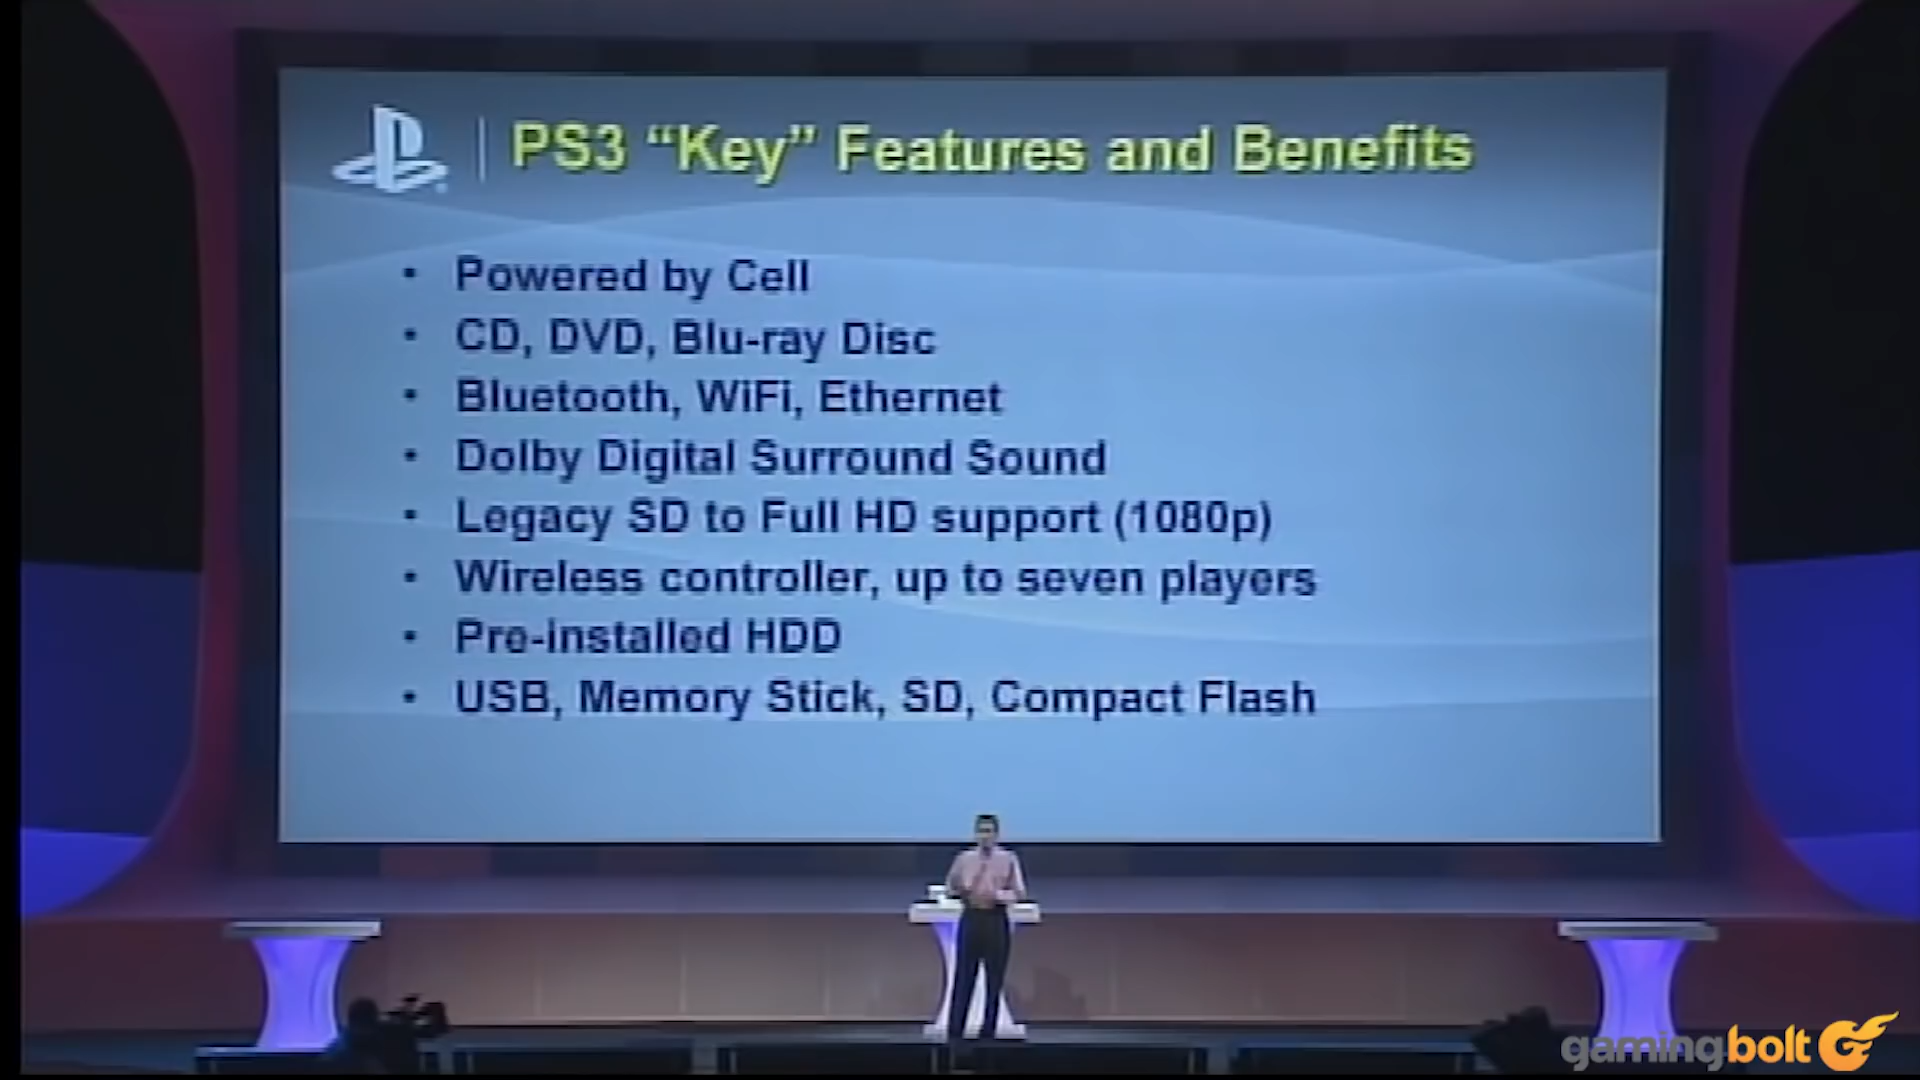 PS3 “Key” Features and Benefits
• Powered by Cell
• CD, DVD, Blu-ray Disc
• Bluetooth, WiFi, Ethernet
• Dolby Digital Surround Sound
• Legacy SD to Full HD support (1080p)
• Wireless controller, up to seven players
• Pre-installed HDD
• USB, Memory Stick, SD, Compact Flash
gamingbolt